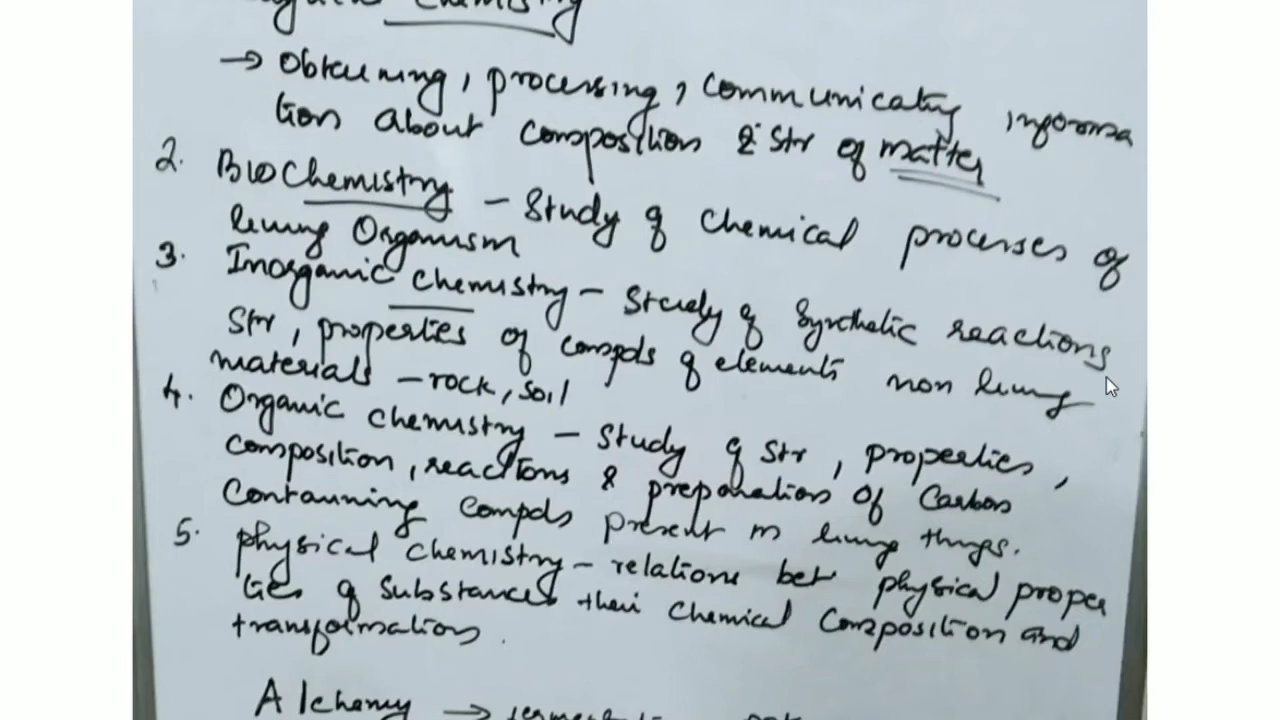 Chemistry
→ Obtaining, processing, communicating informa
tion about composition & str of matter
2. Biochemistry – Study of Chemical processes of
living Organism
3. Inorganic chemistry – Study of Synthetic reactions
Str, properties of compds of elements non living
materials – rock, soil
4. Organic chemistry – Study of str, properties,
composition, reactions & preparation of Carbon
Containing compds present in living things.
5. physical chemistry – relations bet physical proper
ties of substances their chemical composition and
transformations.
Alchemy →